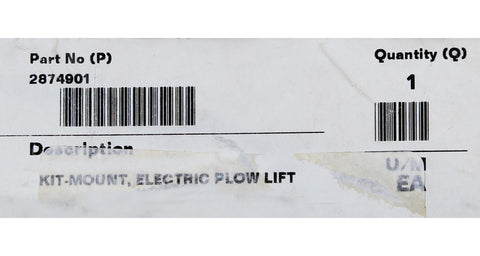 Part No (P)
2874901
Quantity (Q)
1
Description
KIT-MOUNT, ELECTRIC PLOW LIFT
U/M
EA